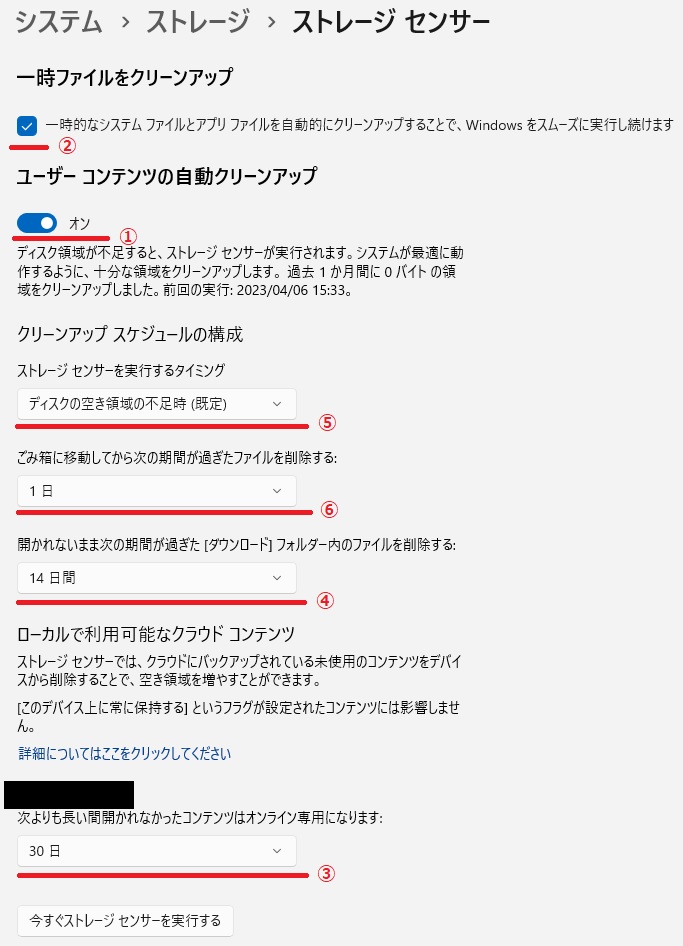 システム › ストレージ › ストレージ センサー
一時ファイルをクリーンアップ
一時的なシステム ファイルとアプリ ファイルを自動的にクリーンアップすることで、Windows をスムーズに実行し続けます
②
ユーザー コンテンツの自動クリーンアップ
オン
①
ディスク領域が不足すると、ストレージ センサーが実行されます。システムが最適に動
作するように、十分な領域をクリーンアップします。 過去 1 か月間に 0 バイト の領
域をクリーンアップしました。前回の実行: 2023/04/06 15:33。
クリーンアップ スケジュールの構成
ストレージ センサーを実行するタイミング
ディスクの空き領域の不足時 (既定)
⑤
ごみ箱に移動してから次の期間が過ぎたファイルを削除する:
1 日
⑥
開かれないまま次の期間が過ぎた [ダウンロード] フォルダー内のファイルを削除する:
14 日間
④
ローカルで利用可能なクラウド コンテンツ
ストレージ センサーでは、クラウドにバックアップされている未使用のコンテンツをデバイ
スから削除することで、空き領域を増やすことができます。
[このデバイス上に常に保持する] というフラグが設定されたコンテンツには影響しませ
ん。
詳細についてはここをクリックしてください
次よりも長い間開かれなかったコンテンツはオンライン専用になります:
30 日
③
今すぐストレージ センサーを実行する